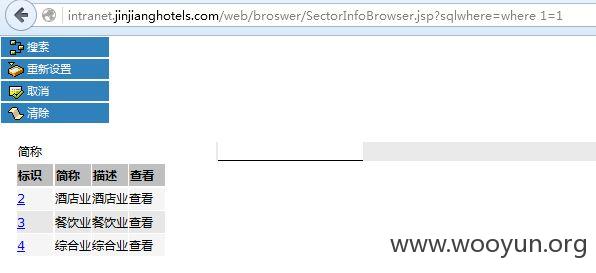 intranet.jinjianghotels.com/web/broswer/SectorInfoBrowser.jsp?sqlwhere=where 1=1
搜索
重新设置
取消
清除
简称
标识 简称 描述 查看
2 酒店业 酒店业 查看
3 餐饮业 餐饮业 查看
4 综合业 综合业 查看
www.wooyun.org